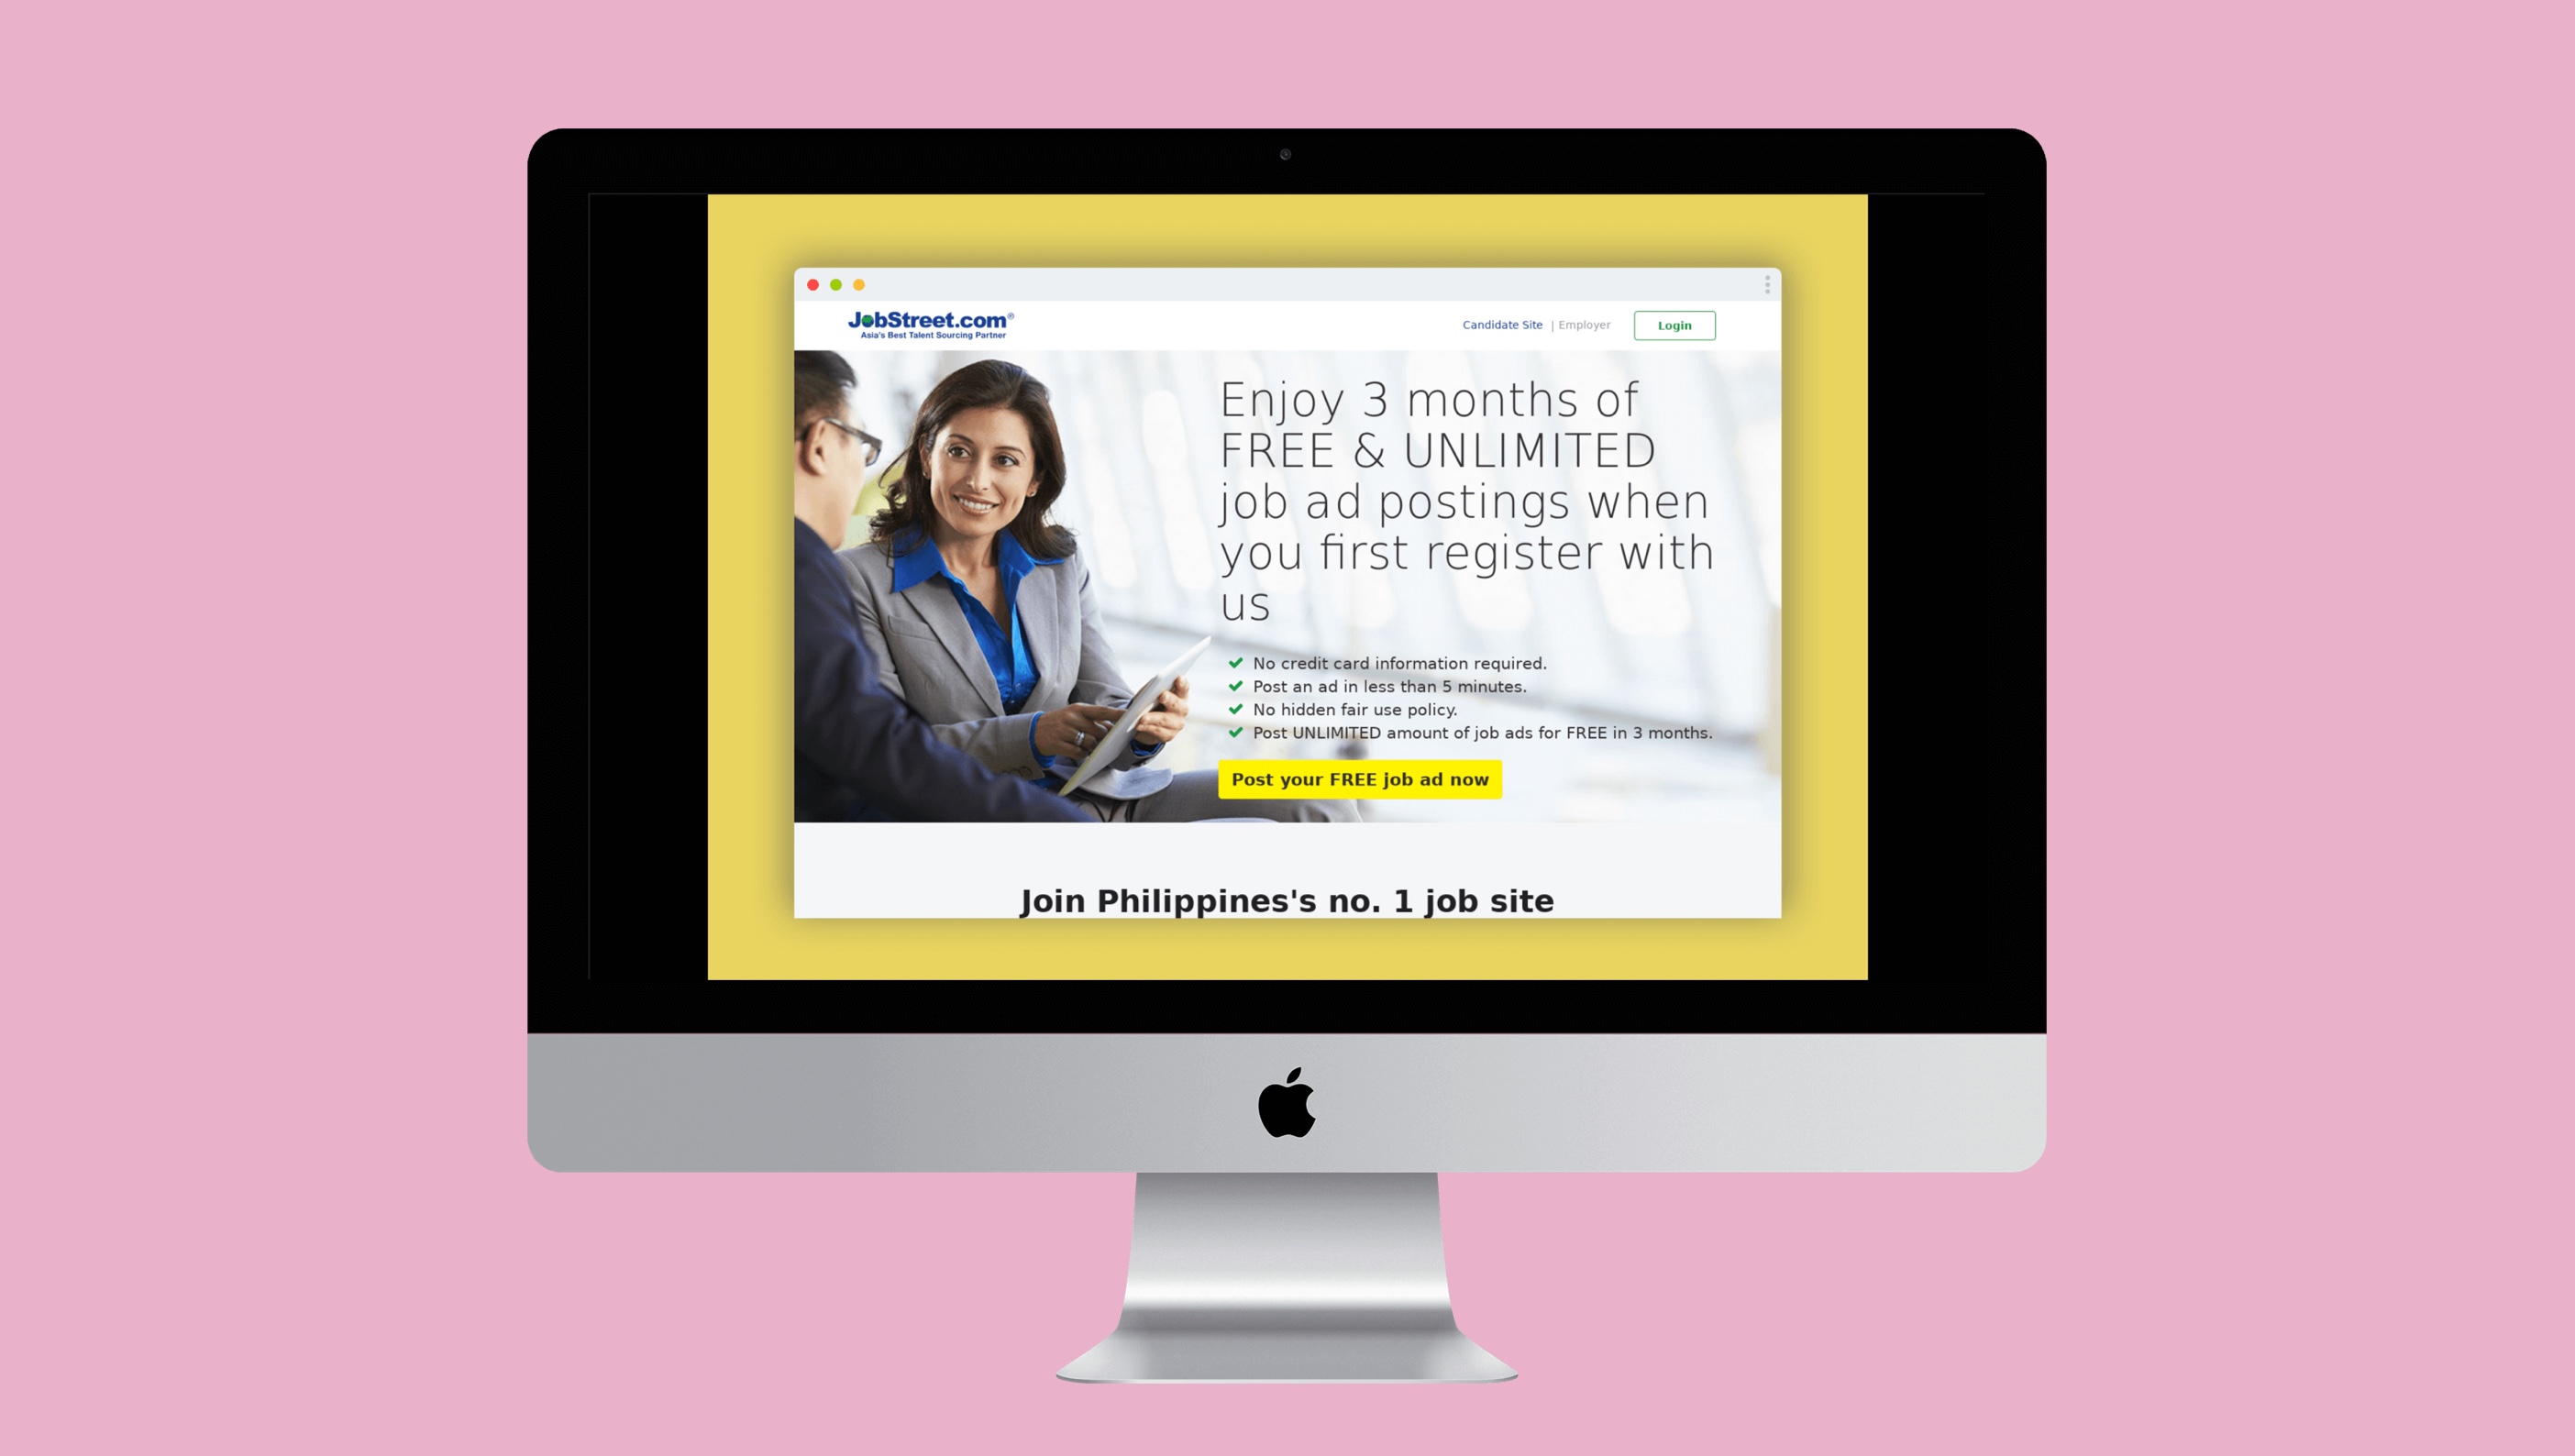 JobStreet.com®
Asia's Best Talent Sourcing Partner
Candidate Site | Employer
Login
Enjoy 3 months of
FREE & UNLIMITED
job ad postings when
you first register with
us
No credit card information required.
Post an ad in less than 5 minutes.
No hidden fair use policy.
Post UNLIMITED amount of job ads for FREE in 3 months.
Post your FREE job ad now
Join Philippines's no. 1 job site